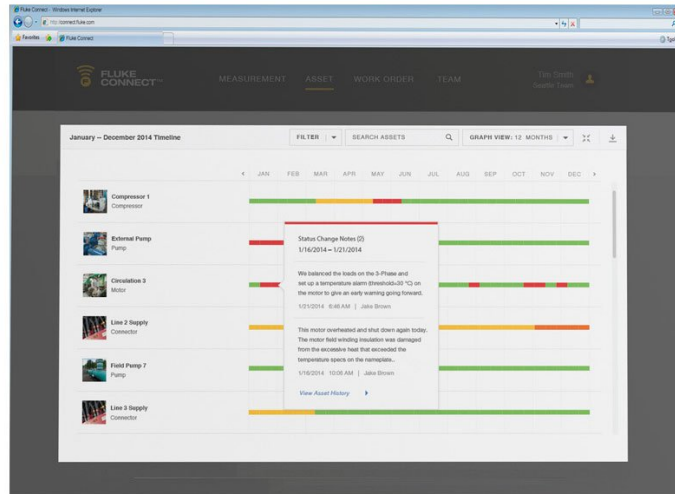 Fluke Connect - Windows Internet Explorer
http://connect.fluke.com
Favorites
Fluke Connect
FLUKE
CONNECT™
MEASUREMENT ASSET WORK ORDER TEAM
Tim Smith
Seattle Team
January – December 2014 Timeline
FILTER
SEARCH ASSETS
GRAPH VIEW: 12 MONTHS
JAN FEB MAR APR MAY JUN JUL AUG SEP OCT NOV DEC
Compressor 1
Compressor
External Pump
Pump
Circulation 3
Motor
Line 2 Supply
Connector
Field Pump 7
Pump
Line 3 Supply
Connector
Status Change Notes (2)
1/16/2014 – 1/21/2014
We balanced the loads on the 3-Phase and
set up a temperature alarm (threshold=30 °C) on
the motor to give an early warning going forward.
1/21/2014 6:46 AM | Jake Brown
This motor overheated and shut down again today.
The motor field winding insulation was damaged
from the excessive heat that exceeded the
temperature specs on the nameplate...
1/16/2014 10:06 AM | Jake Brown
View Asset History